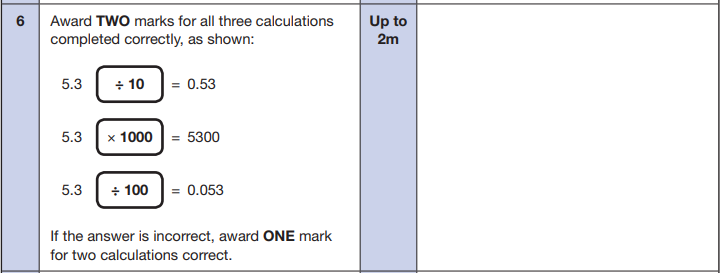 6 Award TWO marks for all three calculations Up to
completed correctly, as shown: 2m
5.3 ÷ 10 = 0.53
5.3 × 1000 = 5300
5.3 ÷ 100 = 0.053
If the answer is incorrect, award ONE mark
for two calculations correct.